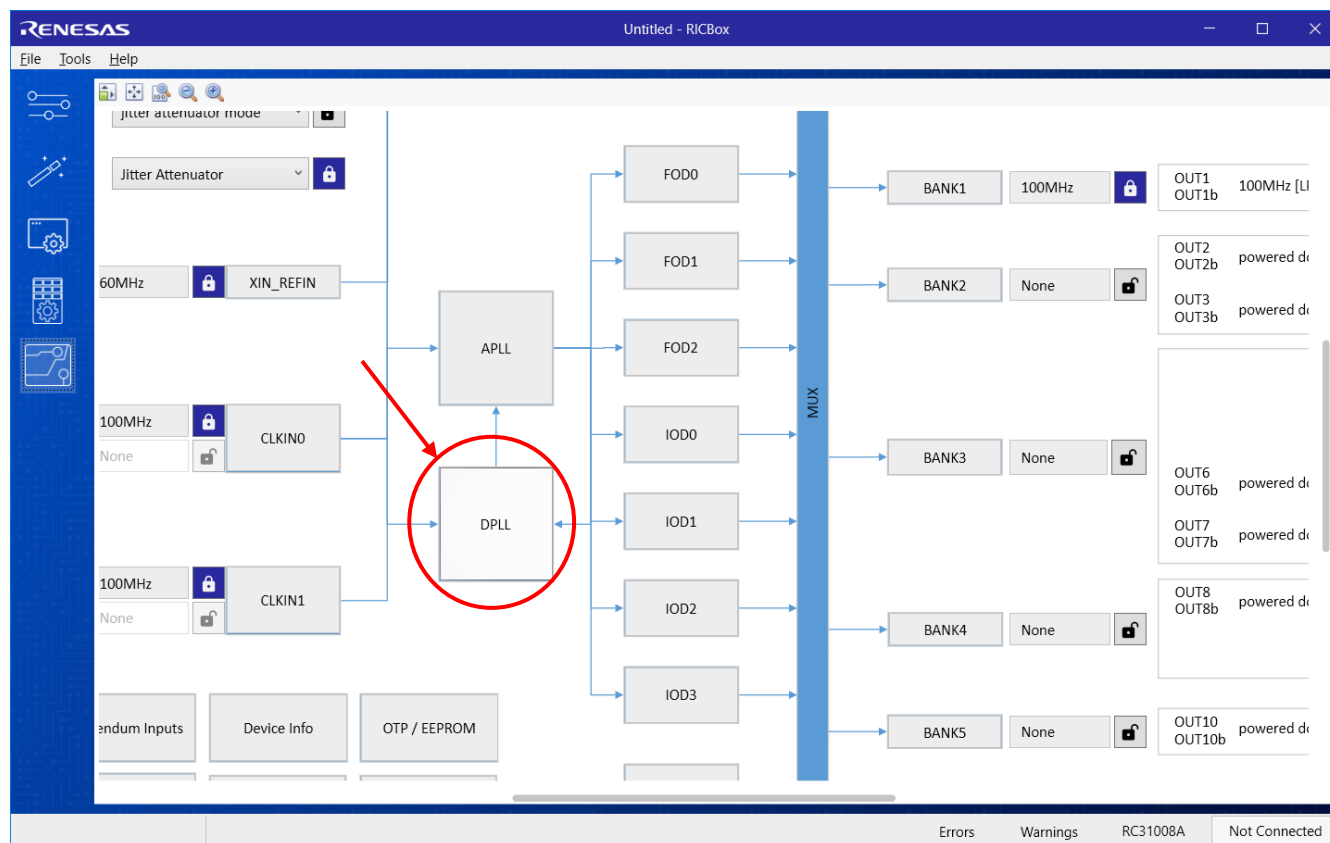 RENESAS
Untitled - RICBox
File Tools Help
100
jitter attenuator mode
Jitter Attenuator
60MHz
XIN_REFIN
100MHz
None
CLKIN0
100MHz
None
CLKIN1
endum Inputs
Device Info
OTP / EEPROM
APLL
DPLL
FOD0
FOD1
FOD2
IOD0
IOD1
IOD2
IOD3
MUX
BANK1 100MHz
BANK2 None
BANK3 None
BANK4 None
BANK5 None
OUT1
OUT1b
100MHz [LP
OUT2
OUT2b
powered do
OUT3
OUT3b
powered do
OUT6
OUT6b
powered do
OUT7
OUT7b
powered do
OUT8
OUT8b
powered do
OUT10
OUT10b
powered do
Errors Warnings RC31008A Not Connected